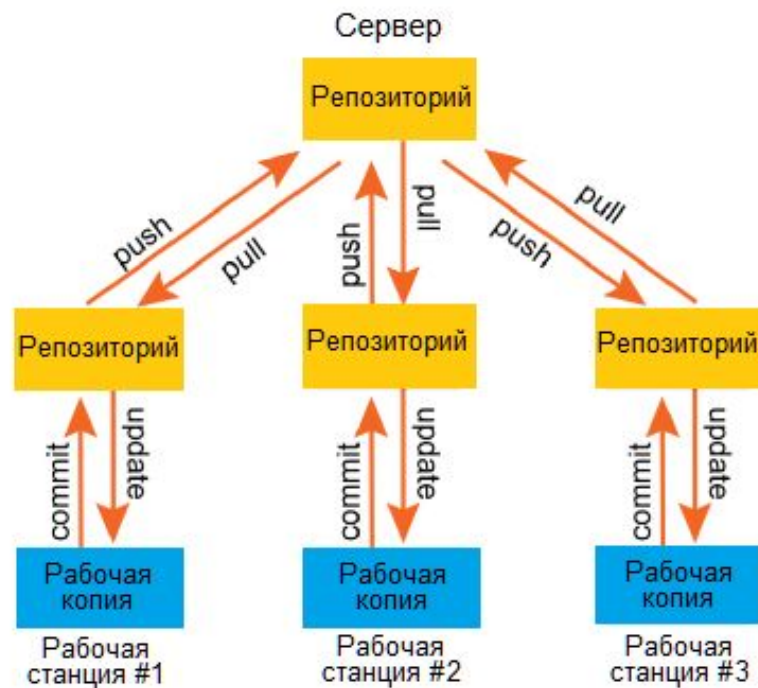 Сервер
Репозиторий
push
pull
push
pull
push
pull
Репозиторий
Репозиторий
Репозиторий
commit
update
commit
update
commit
update
Рабочая
копия
Рабочая
копия
Рабочая
копия
Рабочая
станция #1
Рабочая
станция #2
Рабочая
станция #3